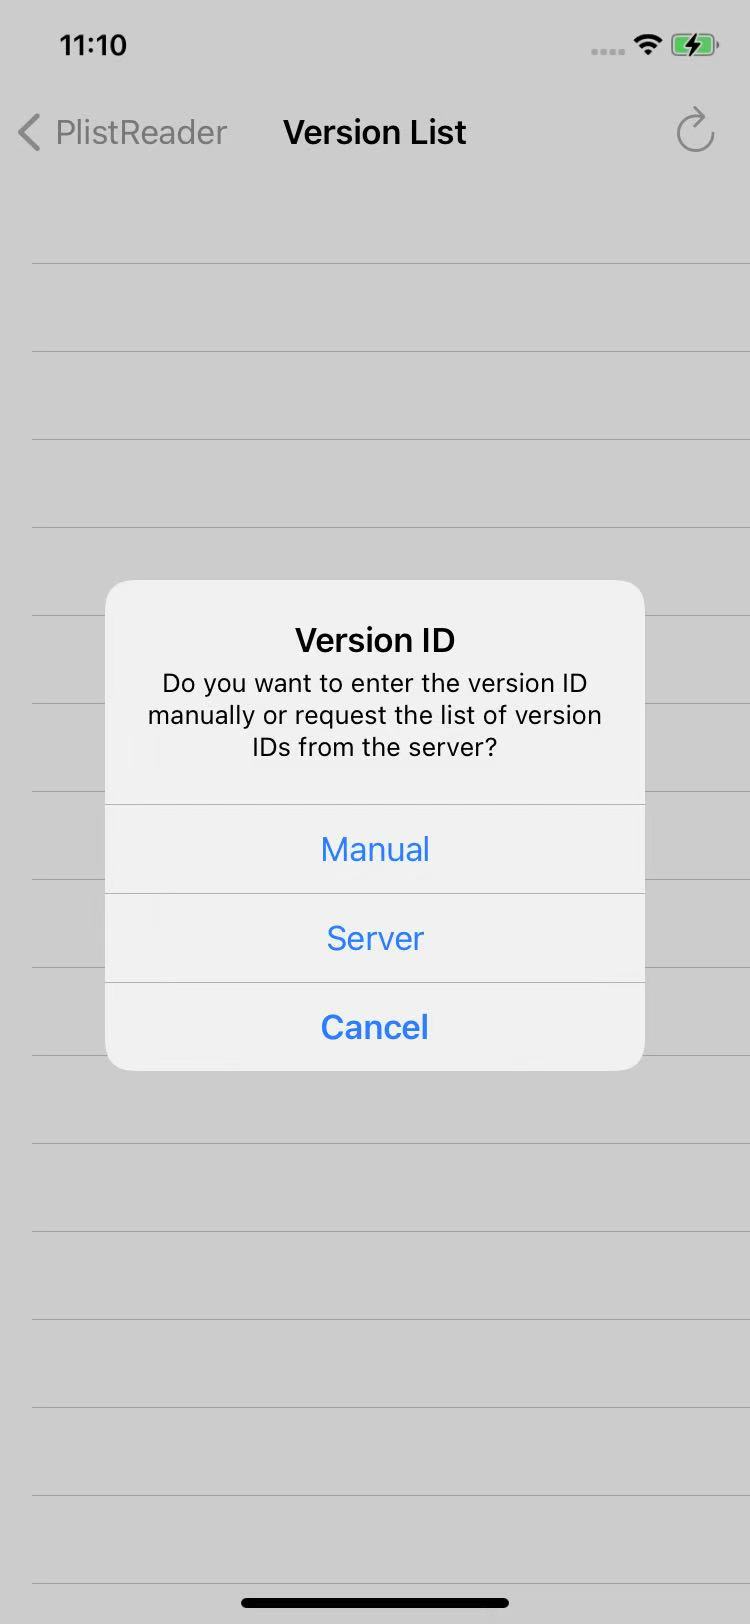 11:10
PlistReader
Version List
Version ID
Do you want to enter the version ID
manually or request the list of version
IDs from the server?
Manual
Server
Cancel